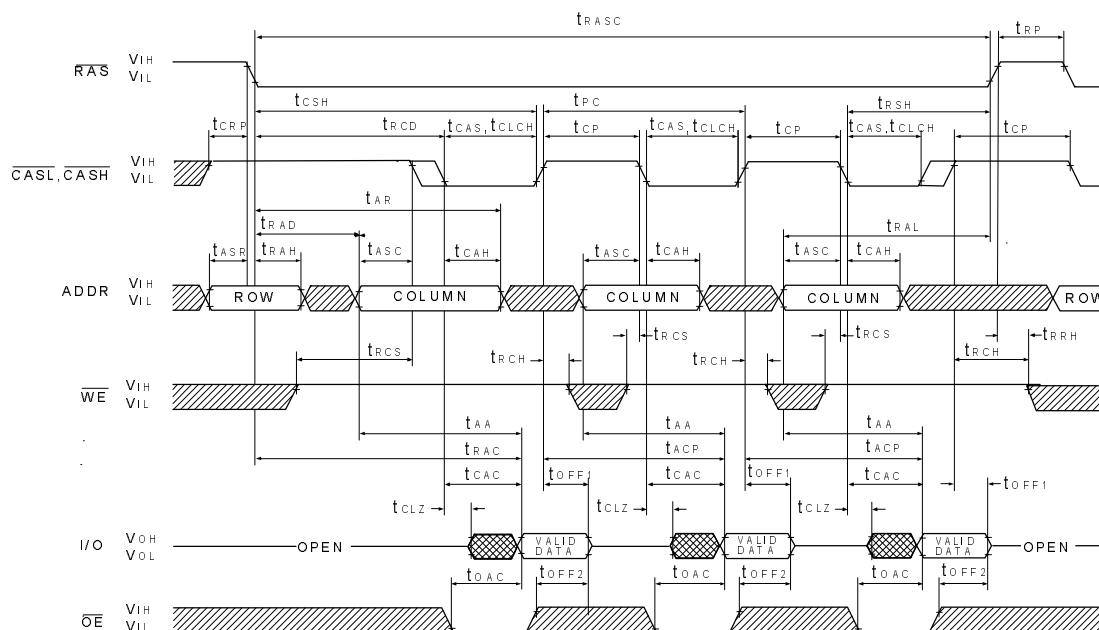 tRASC
tRP
RAS VIH
VIL
tCSH tPC tRSH
tCRP tRCD tCAS, tCLCH tCP tCAS, tCLCH tCP tCAS, tCLCH tCP
CASL, CASH VIH
VIL
tAR
tRAD tRAL
tASR tRAH tASC tCAH tASC tCAH tASC tCAH
ADDR VIH
VIL
ROW COLUMN COLUMN COLUMN ROW
tRCS tRCS tRRH
tRCS tRCH tRCH tRCH
WE VIH
VIL
tAA tAA tAA
tRAC tACP tACP
tCAC tOFF1 tCAC tOFF1 tCAC tOFF1
tCLZ tCLZ tCLZ
I/O VOH
VOL
OPEN VALID DATA VALID DATA VALID DATA OPEN
tOAC tOFF2 tOAC tOFF2 tOAC tOFF2
OE VIH
VIL